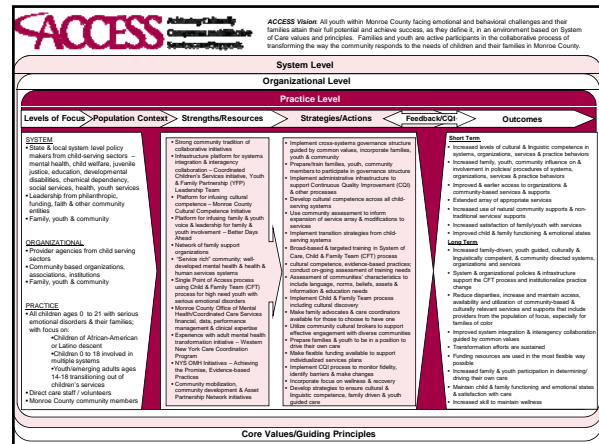 ACCESS
Achieving Culturally
Competent and Effective
Services and Supports
ACCESS Vision: All youth within Monroe County facing emotional and behavioral challenges and their
families attain their full potential and achieve success, as they define it, in an environment based on System
of Care values and principles. Families and youth are active participants in the collaborative process of
transforming the way the community responds to the needs of children and their families in Monroe County.
System Level
Organizational Level
Practice Level
Levels of Focus
Population Context
Strengths/Resources
Strategies/Actions
Feedback/CQI
Outcomes
SYSTEM
• State & local system level policy
makers from child-serving sectors –
mental health, child welfare, juvenile
justice, education, developmental
disabilities, chemical dependency,
social services, health, youth services
• Leadership from philanthropic,
funding, faith & other community
entities
• Family, youth & community
ORGANIZATIONAL
• Provider agencies from child serving
sectors
• Community based organizations,
associations, institutions
• Family, youth & community
PRACTICE
• All children ages 0 to 21 with serious
emotional disorders & their families;
with focus on:
•Children of African-American
or Latino descent
•Children 0 to 18 involved in
multiple systems
•Youth/emerging adults ages
14-18 transitioning out of
children's services
• Direct care staff / volunteers
• Monroe County community members
• Strong community tradition of
collaborative initiatives
• Infrastructure platform for systems
integration & interagency
collaboration – Coordinated
Children's Services initiative, Youth
& Family Partnership (YFP)
Leadership Team
• Platform for infusing cultural
competence – Monroe County
Cultural Competence Initiative
• Platform for infusing family & youth
voice & leadership for family &
youth involvement – Better Days
Ahead
• Network of family support
organizations
• "Service rich" community; well-
developed mental health & health &
human services systems
• Single Point of Access process
using Child & Family Team (CFT)
process for high need youth with
serious emotional disorders
• Monroe County Office of Mental
Health/Coordinated Care Services
financial, data, performance
management & clinical expertise
• Experience with adult mental health
transformation initiative – Western
New York Care Coordination
Program
• NYS OMH Initiatives – Achieving
the Promise, Evidence-based
Practices
• Community mobilization,
community development & Asset
Partnership Network initiatives
• Implement cross-systems governance structure
guided by common values, incorporate families,
youth & community
• Prepare/train families, youth, community
members to participate in governance structure
• Implement administrative infrastructure to
support Continuous Quality Improvement (CQI)
& other processes
• Develop cultural competence across all child-
serving systems
• Use community assessment to inform
expansion of service array & modifications to
services
• Implement transition strategies from child-
serving systems
• Broad-based & targeted training in System of
Care, Child & Family Team (CFT) process
• cultural competence, evidence-based practices;
conduct on-going assessment of training needs
• Assessment of communities' characteristics to
include language, norms, beliefs, assets &
information & education needs
• Implement Child & Family Team process
including cultural discovery
• Make family advocates & care coordinators
available for those to choose to have one
• Utilize community cultural brokers to support
effective engagement with diverse communities
• Prepare families & youth to be in a position to
drive their own care
• Make flexible funding available to support
individualized services plans
• Implement CQI process to monitor fidelity,
identify barriers & make changes
• Incorporate focus on wellness & recovery
• Develop strategies to ensure cultural &
linguistic competence, family driven & youth
guided care
Short Term
• Increased levels of cultural & linguistic competence in
systems, organizations, services & practice behaviors
• Increased family, youth, community influence on &
involvement in policies/ procedures of systems,
organizations, services & practice behaviors
• Improved & earlier access to organizations &
community-based services & supports
• Extended array of appropriate services
• Increased use of natural community supports & non-
traditional services/ supports
• Increased satisfaction of family/youth with services
• Improved child & family functioning & emotional states
Long Term
• Increased family-driven, youth guided, culturally &
linguistically competent, & community directed systems,
organizations and services
• System & organizational policies & infrastructure
support the CFT process and institutionalize practice
change
• Reduce disparities, increase and maintain access,
availability and utilization of community-based &
culturally relevant services and supports that include
providers from the population of focus, especially for
families of color
• Improved system integration & interagency collaboration
guided by common values
• Transformation efforts are sustained
• Funding resources are used in the most flexible way
possible
• Increased family & youth participation in determining/
driving their own care
• Maintain child & family functioning and emotional states
& satisfaction with care
• Increased skill to maintain wellness
Core Values/Guiding Principles